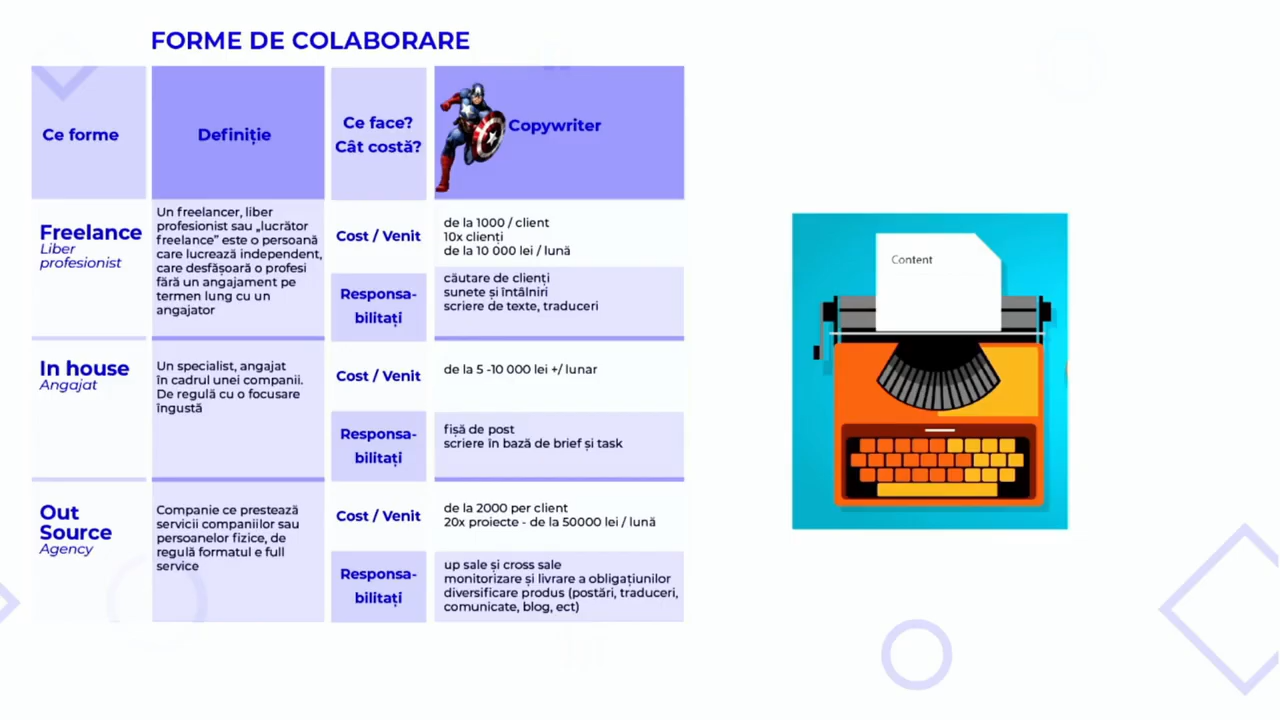 FORME DE COLABORARE
Ce forme
Definiție
Ce face?
Cât costă?
Copywriter
Freelance
Liber
profesionist
Un freelancer, liber
profesionist sau „lucrător
freelance” este o persoană
care lucrează independent,
care desfășoară o profesi
fără un angajament pe
termen lung cu un
angajator
Cost / Venit
de la 1000 / client
10x clienți
de la 10 000 lei / lună
Responsa-
bilitați
căutare de clienți
sunete și întâlniri
scriere de texte, traduceri
In house
Angajat
Un specialist, angajat
în cadrul unei companii.
De regulă cu o focusare
îngustă
Cost / Venit
de la 5 -10 000 lei +/ lunar
Responsa-
bilitați
fișă de post
scriere în bază de brief și task
Out
Source
Agency
Companie ce prestează
servicii companiilor sau
persoanelor fizice, de
regulă formatul e full
service
Cost / Venit
de la 2000 per client
20x proiecte - de la 50000 lei / lună
Responsa-
bilitați
up sale și cross sale
monitorizare și livrare a obligațiunilor
diversificare produs (postări, traduceri,
comunicate, blog, ect)
Content